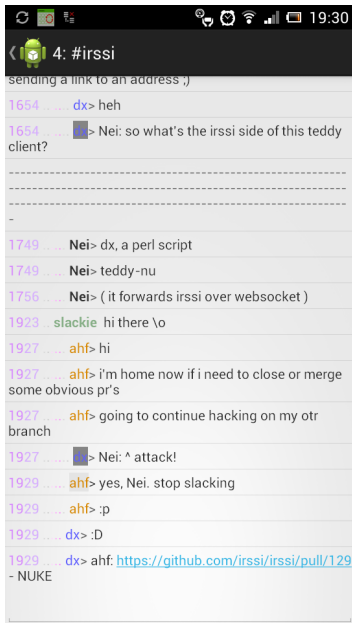 19:30
4: #irssi
sending a link to an address ;)
1654 dx> heh
1654 dx> Nei: so what's the irssi side of this teddy
client?
---------------------------------------------------------
---------------------------------------------------------
---------------------------------------------------------
-
1749 Nei> dx, a perl script
1749 Nei> teddy-nu
1756 Nei> ( it forwards irssi over websocket )
1923 slackie hi there \o
1927 ahf> hi
1927 ahf> i'm home now if i need to close or merge
some obvious pr's
1927 ahf> going to continue hacking on my otr
branch
1927 dx> Nei: ^ attack!
1929 ahf> yes, Nei. stop slacking
1929 ahf> :p
1929 dx> :D
1929 dx> ahf: https://github.com/irssi/irssi/pull/129
- NUKE